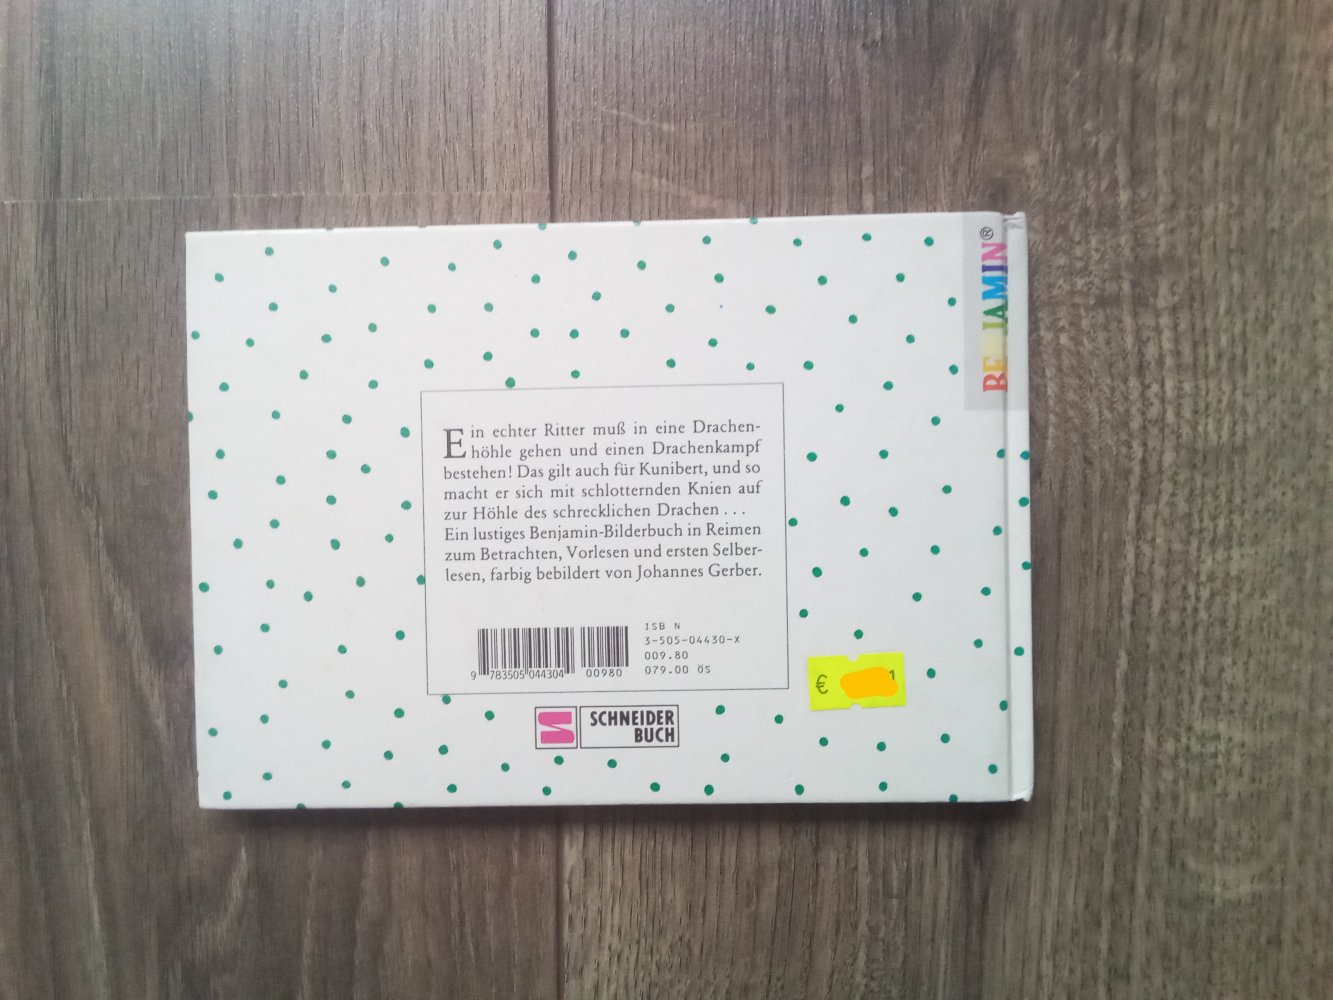 BENJAMIN®
Ein echter Ritter muß in eine Drachen-
höhle gehen und einen Drachenkampf
bestehen! Das gilt auch für Kunibert, und so
macht er sich mit schlotternden Knien auf
zur Höhle des schrecklichen Drachen . . .
Ein lustiges Benjamin-Bilderbuch in Reimen
zum Betrachten, Vorlesen und ersten Selber-
lesen, farbig bebildert von Johannes Gerber.
ISB N
3-505-04430-X
009.80
079.00 ÖS
9 783505 044304 00980
€ 1
SCHNEIDER
BUCH